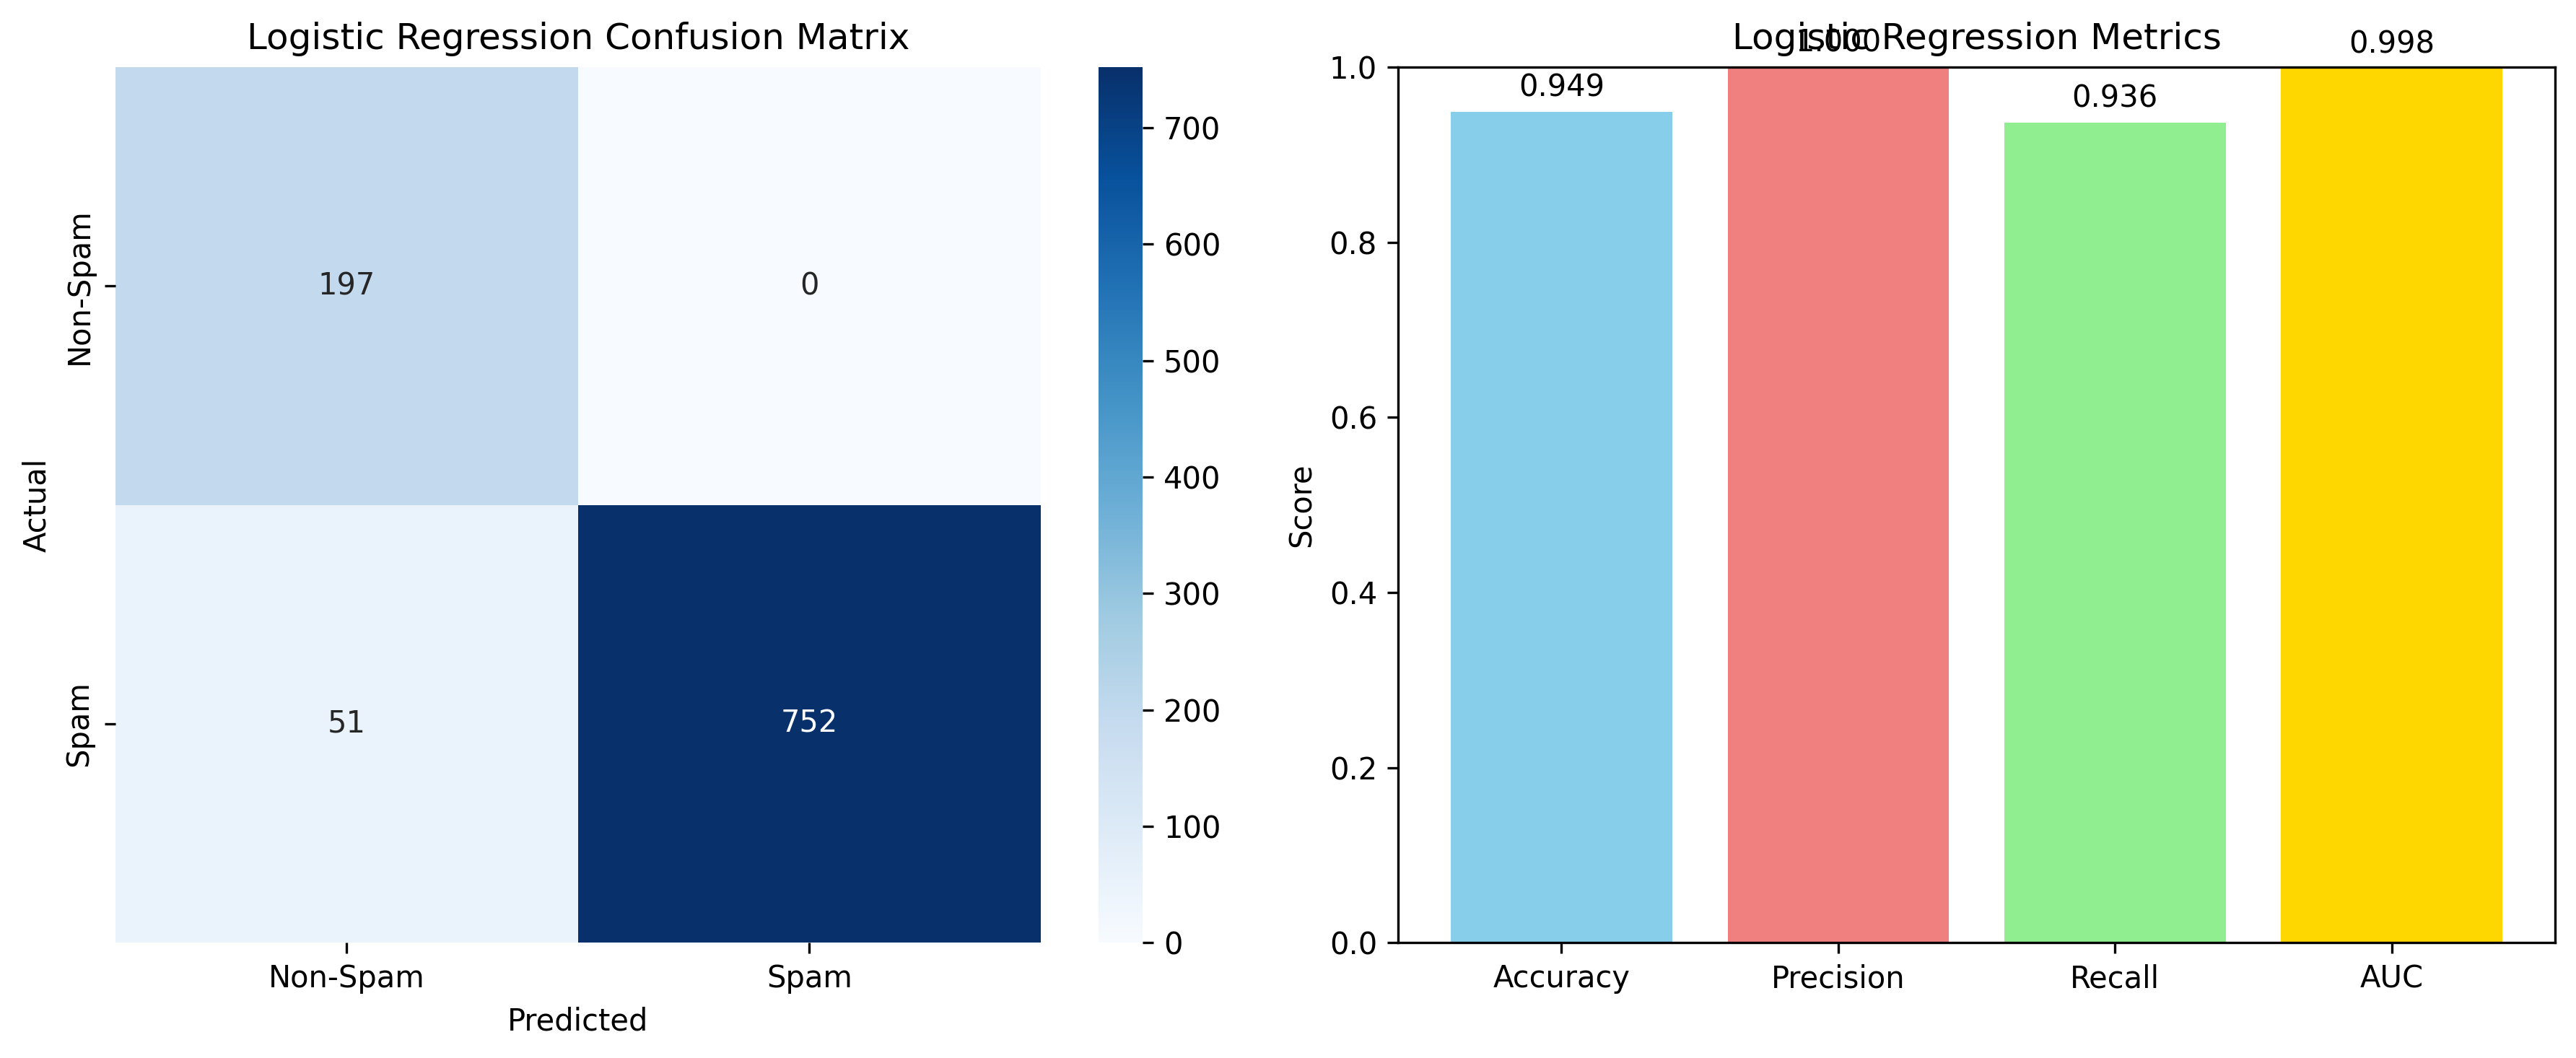 Logistic Regression Confusion Matrix
Actual
Non-Spam
Spam
197
0
51
752
Non-Spam
Spam
Predicted
700
600
500
400
300
200
100
0
Logistic Regression Metrics
Score
1.0
0.8
0.6
0.4
0.2
0.0
0.949
1.000
0.936
0.998
Accuracy
Precision
Recall
AUC